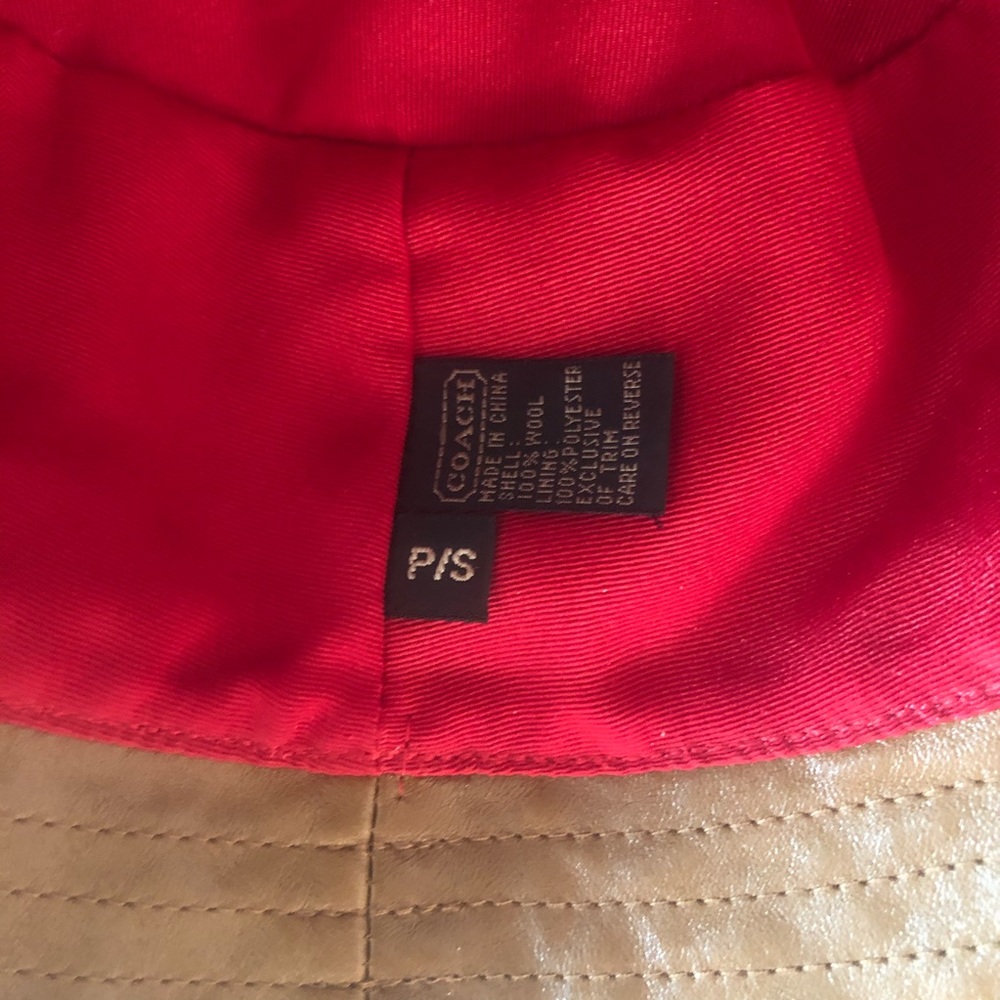 COACH
MADE IN CHINA
SHELL:
100% WOOL
LINING:
100% POLYESTER
EXCLUSIVE
OF TRIM
CARE ON REVERSE
P/S